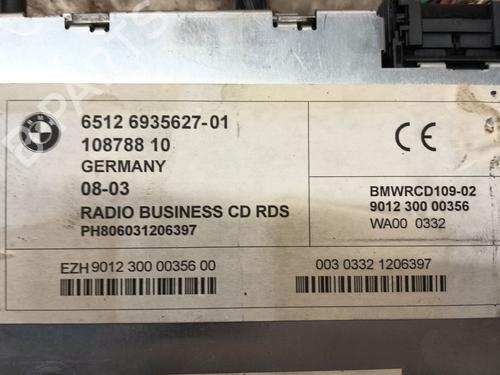 BMW
6512 6935627-01
108788 10
GERMANY
08-03
RADIO BUSINESS CD RDS
PH806031206397
CE
BMWRCD109-02
9012 300 00356
WA00 0332
EZH 9012 300 00356 00
003 0332 1206397